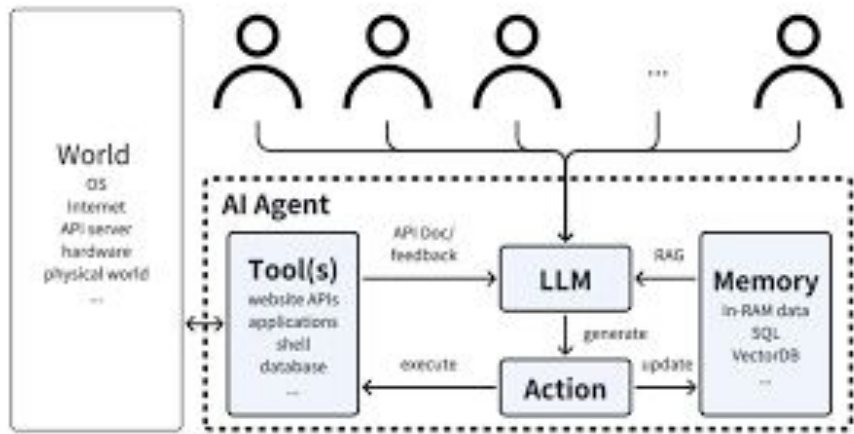 ...
World
OS
Internet
API server
hardware
physical world
...
AI Agent
Tool(s)
website APIs
applications
shell
database
...
API Doc/
feedback
LLM
RAG
Memory
In-RAM data
SQL
VectorDB
...
generate
execute
Action
update